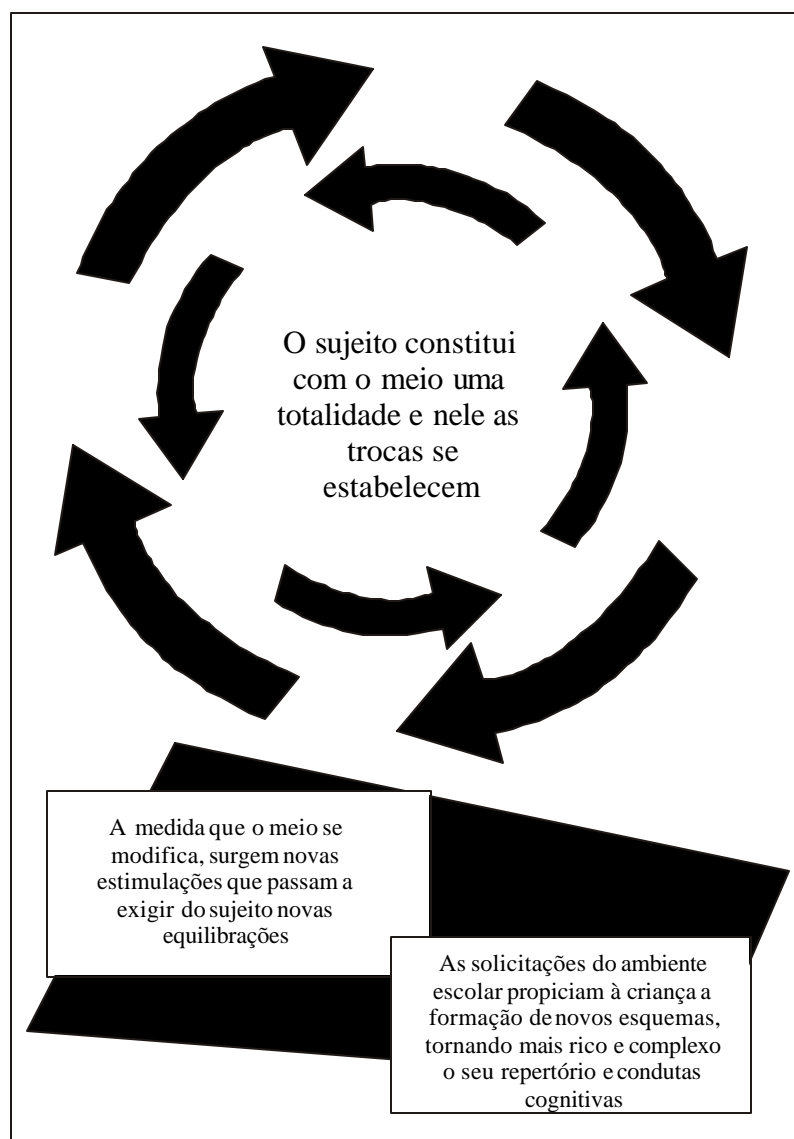 O sujeito constitui
com o meio uma
totalidade e nele as
trocas se
estabelecem
A medida que o meio se
modifica, surgem novas
estimulações que passam a
exigir do sujeito novas
equilibrações
As solicitações do ambiente
escolar propiciam à criança a
formação de novos esquemas,
tornando mais rico e complexo
o seu repertório e condutas
cognitivas